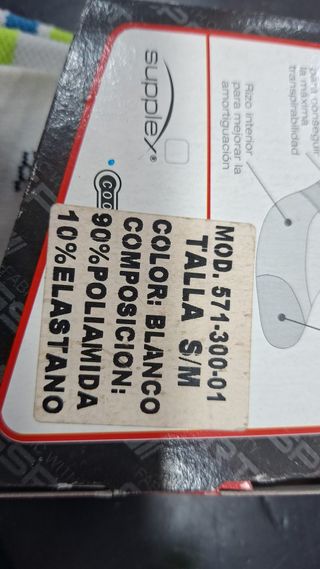 para conseguir
la máxima
transpirabilidad
Rizo interior
para mejorar la
amortiguación
supplex®
COO
MOD. 571-300-01
TALLA S/M
COLOR: BLANCO
COMPOSICION:
90%POLIAMIDA
10%ELASTANO